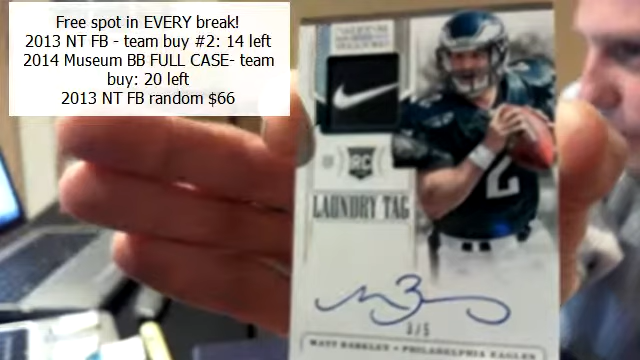 Free spot in EVERY break!
2013 NT FB - team buy #2: 14 left
2014 Museum BB FULL CASE- team
buy: 20 left
2013 NT FB random $66
RC
2
LAUNDRY TAG
3/5
MATT BARKLEY • PHILADELPHIA EAGLES